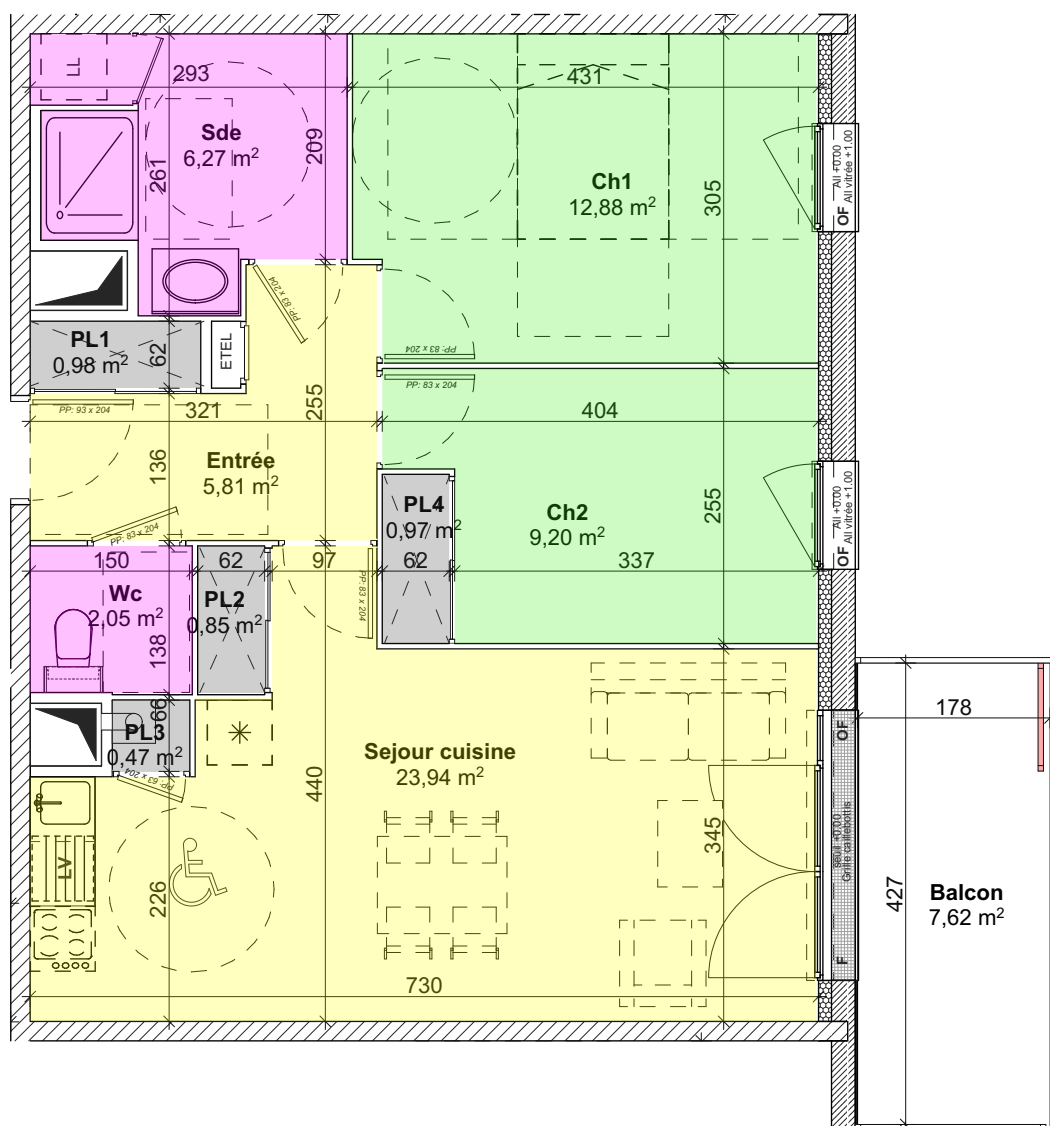 LL
293
431
Sde
6,27 m²
261
209
Ch1
12,88 m²
305
All +0.00
All vitrée +1.00
OF
PL1
0,98 m²
62
ETEL
PP: 83 x 204
PP: 83 x 204
PP: 83 x 204
PP: 93 x 204
321
255
404
136
Entrée
5,81 m²
PL4
0,97 m²
Ch2
9,20 m²
255
All +0.00
All vitrée +1.00
OF
PP: 83 x 204
150
62
97
62
337
Wc
2,05 m²
PL2
0,85 m²
PP: 83 x 204
138
66
PL3
0,47 m²
PP: 63 x 204
Sejour cuisine
23,94 m²
440
345
OF
seuil +0.00
Grille caillebotis
F
178
427
Balcon
7,62 m²
LV
226
730